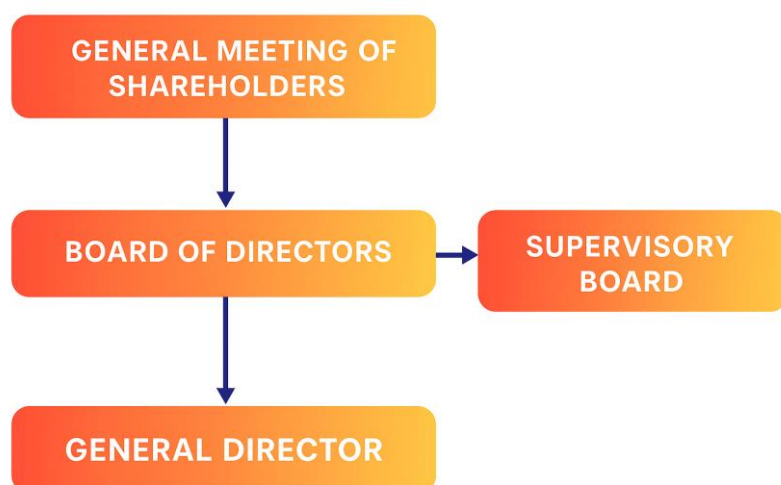 GENERAL MEETING OF
SHAREHOLDERS
BOARD OF DIRECTORS
SUPERVISORY
BOARD
GENERAL DIRECTOR